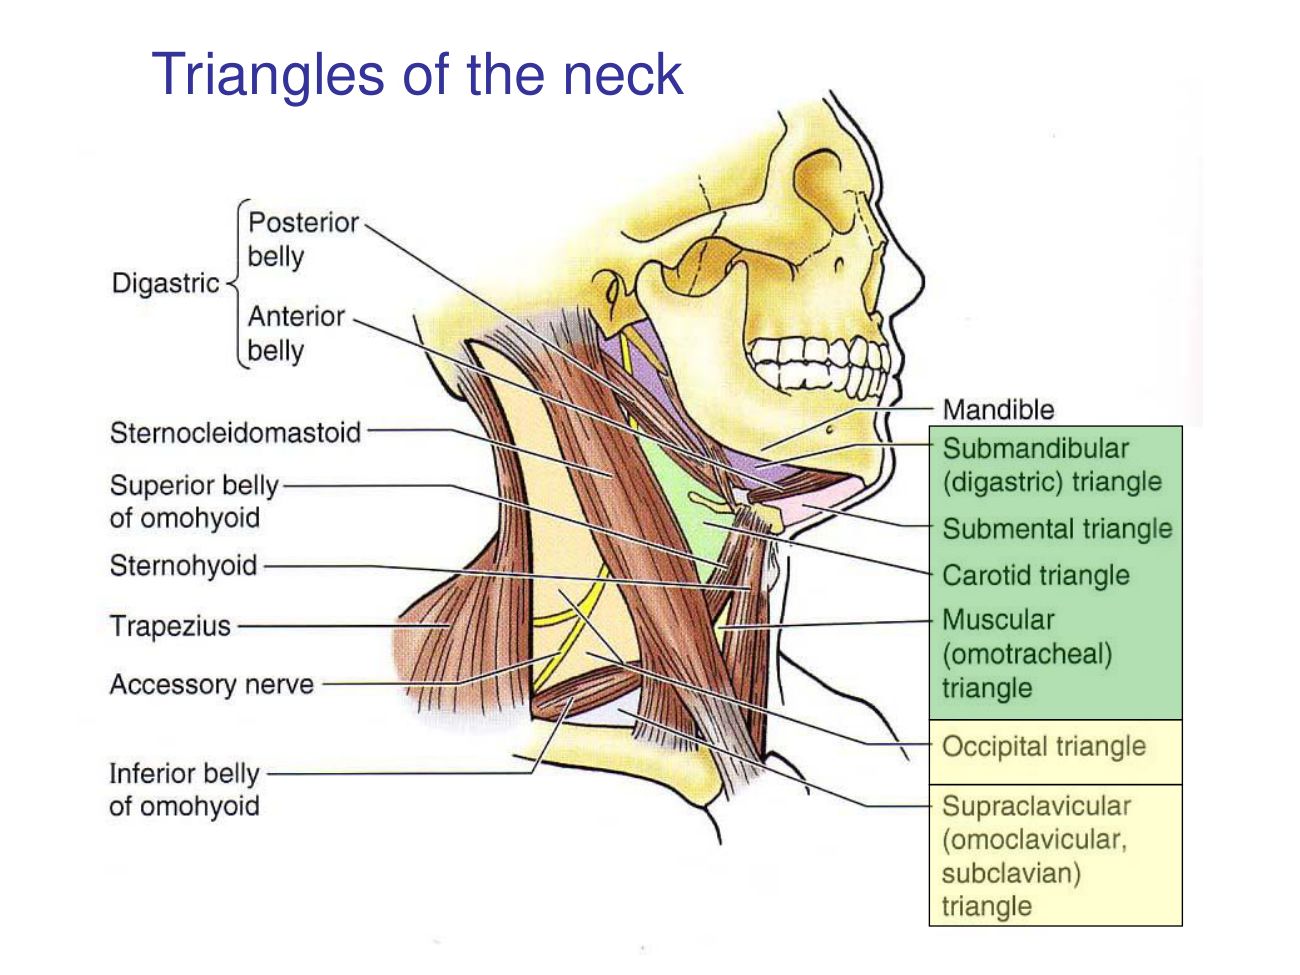 Triangles of the neck
Posterior
belly
Digastric
Anterior
belly
Sternocleidomastoid
Superior belly
of omohyoid
Sternohyoid
Trapezius
Accessory nerve
Inferior belly
of omohyoid
Mandible
Submandibular
(digastric) triangle
Submental triangle
Carotid triangle
Muscular
(omotracheal)
triangle
Occipital triangle
Supraclavicular
(omoclavicular,
subclavian)
triangle